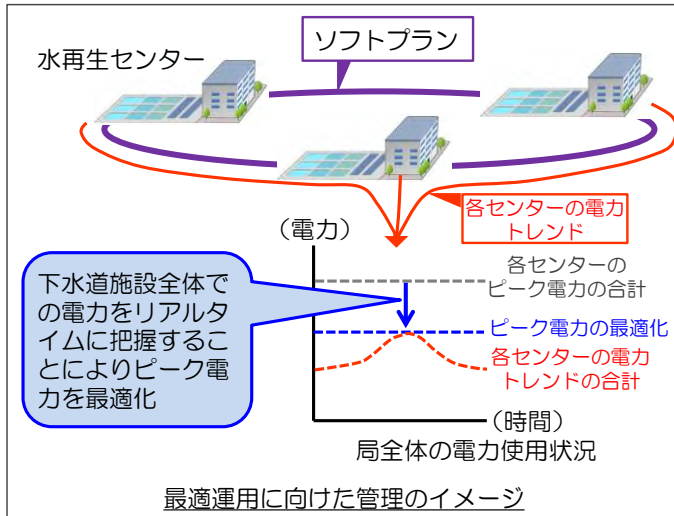 ソフトプラン
水再生センター
各センターの電力
トレンド
（電力）
各センターの
ピーク電力の合計
下水道施設全体で
の電力をリアルタ
イムに把握するこ
とによりピーク電
力を最適化
ピーク電力の最適化
各センターの電力
トレンドの合計
（時間）
局全体の電力使用状況
最適運用に向けた管理のイメージ